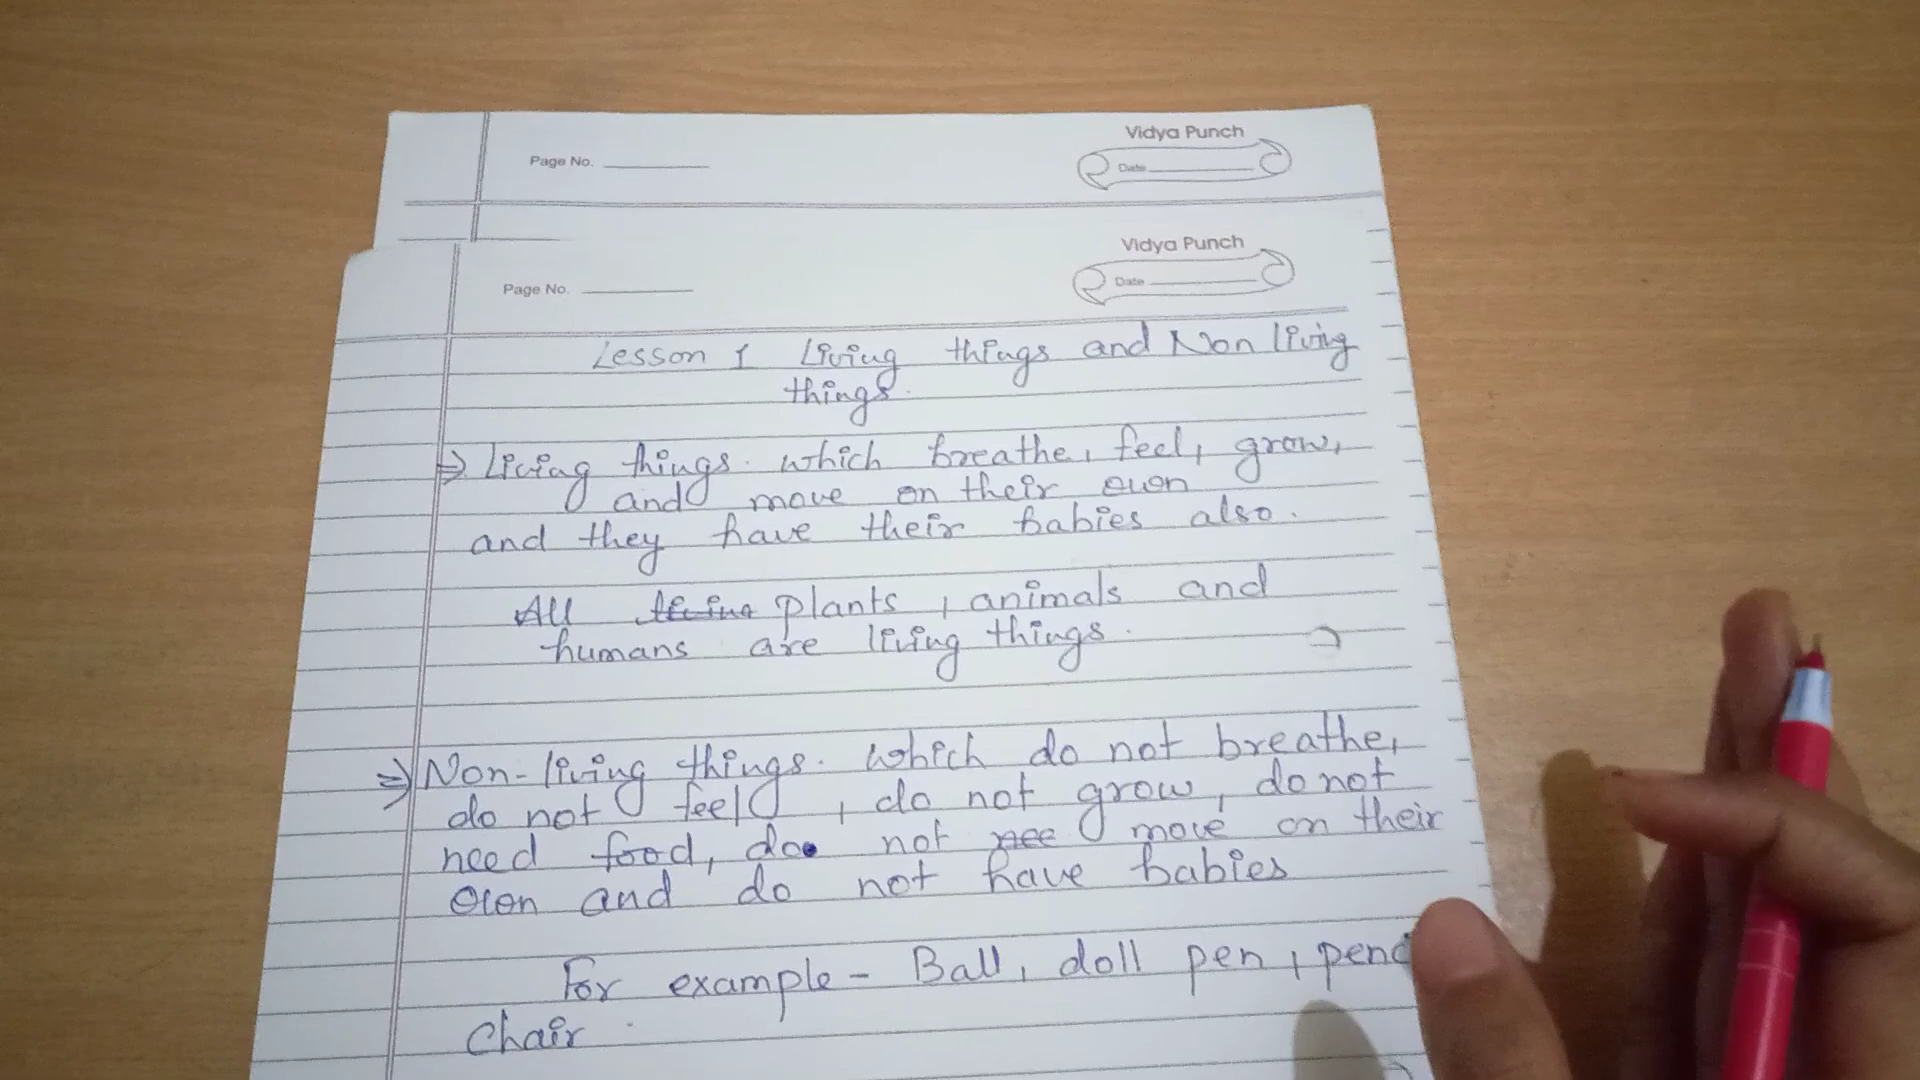 Vidya Punch
Page No.
Date
Vidya Punch
Page No.
Date
Lesson 1 Living things and Non living
things.
⇒ Living things. which breathe, feel, grow,
and move on their own
and they have their babies also.
All living plants, animals and
humans are living things.
⇒ Non-living things. which do not breathe,
do not feel, do not grow, do not
need food, do not nee move on their
own and do not have babies
For example - Ball, doll pen, penc
Chair.